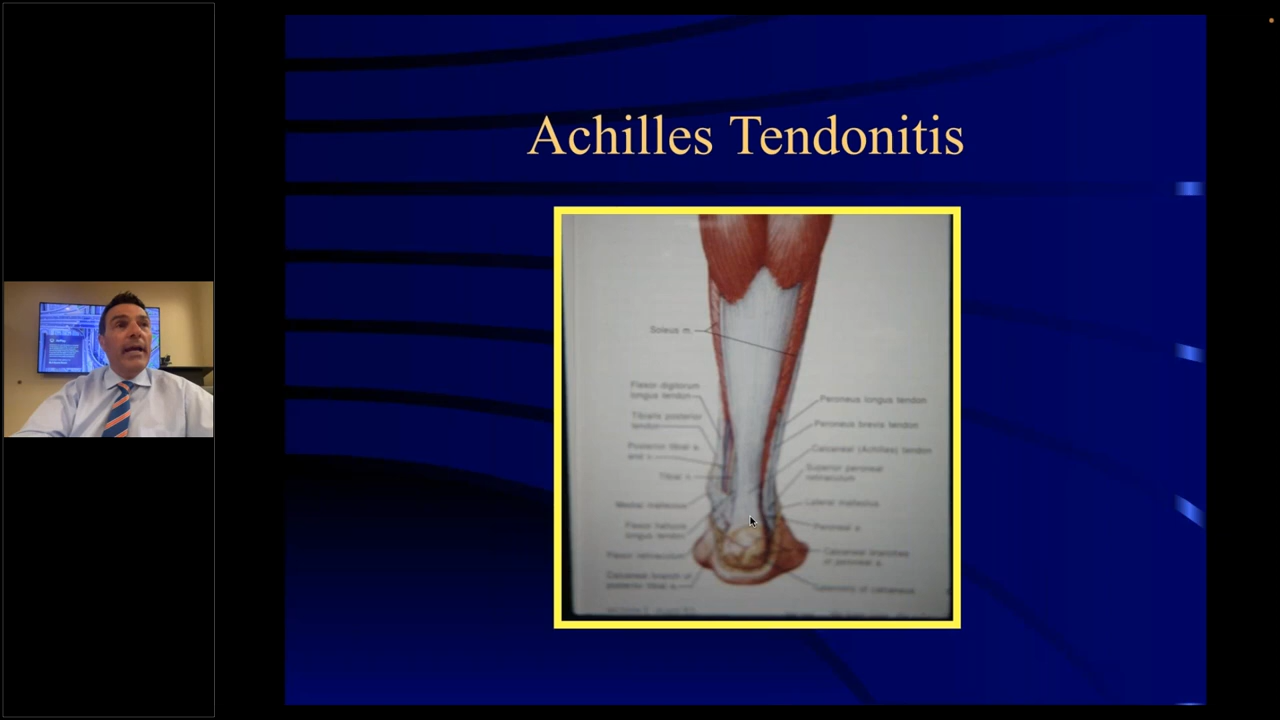 Achilles Tendonitis
Soleus m.
Flexor digitorum
longus tendon
Tibialis posterior
tendon
Posterior tibial a.
and v.
Tibial n.
Medial malleolus
Flexor hallucis
longus tendon
Flexor retinaculum
Calcaneal branch of
posterior tibial a.
Peroneus longus tendon
Peroneus brevis tendon
Calcaneal (Achilles) tendon
Superior peroneal
retinaculum
Lateral malleolus
Peroneal a.
Calcaneal branches
of peroneal a.
of calcaneus